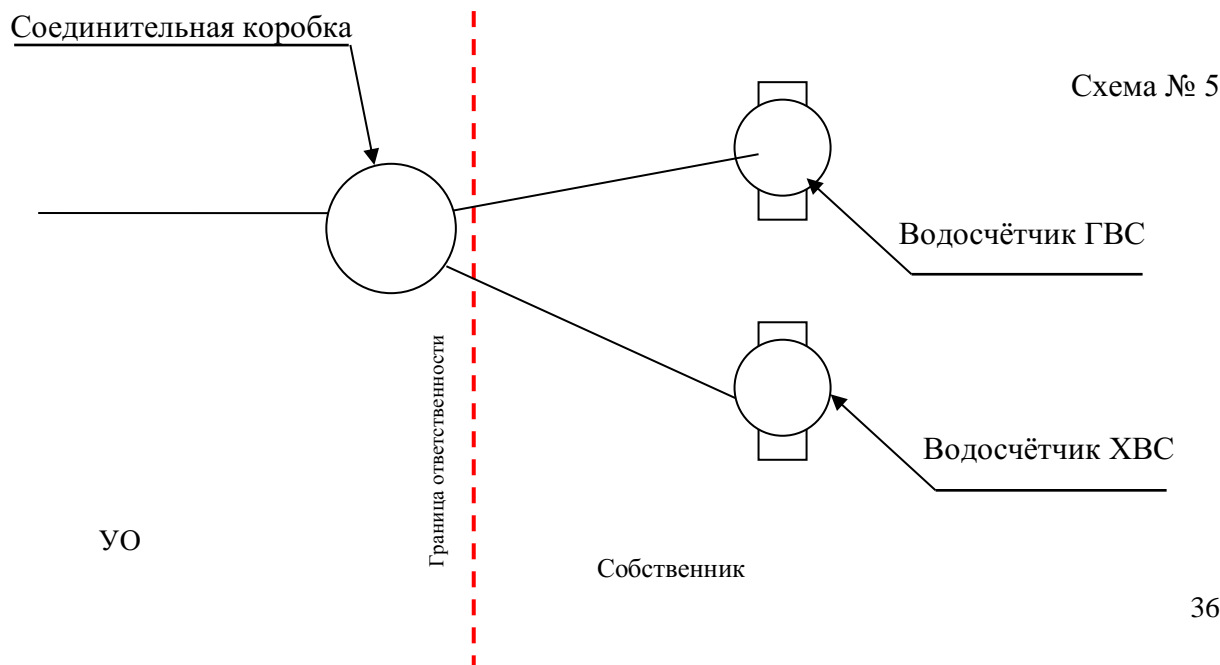 Соединительная коробка
Схема № 5
Водосчётчик ГВС
Граница ответственности
Водосчётчик ХВС
УО
Собственник
36